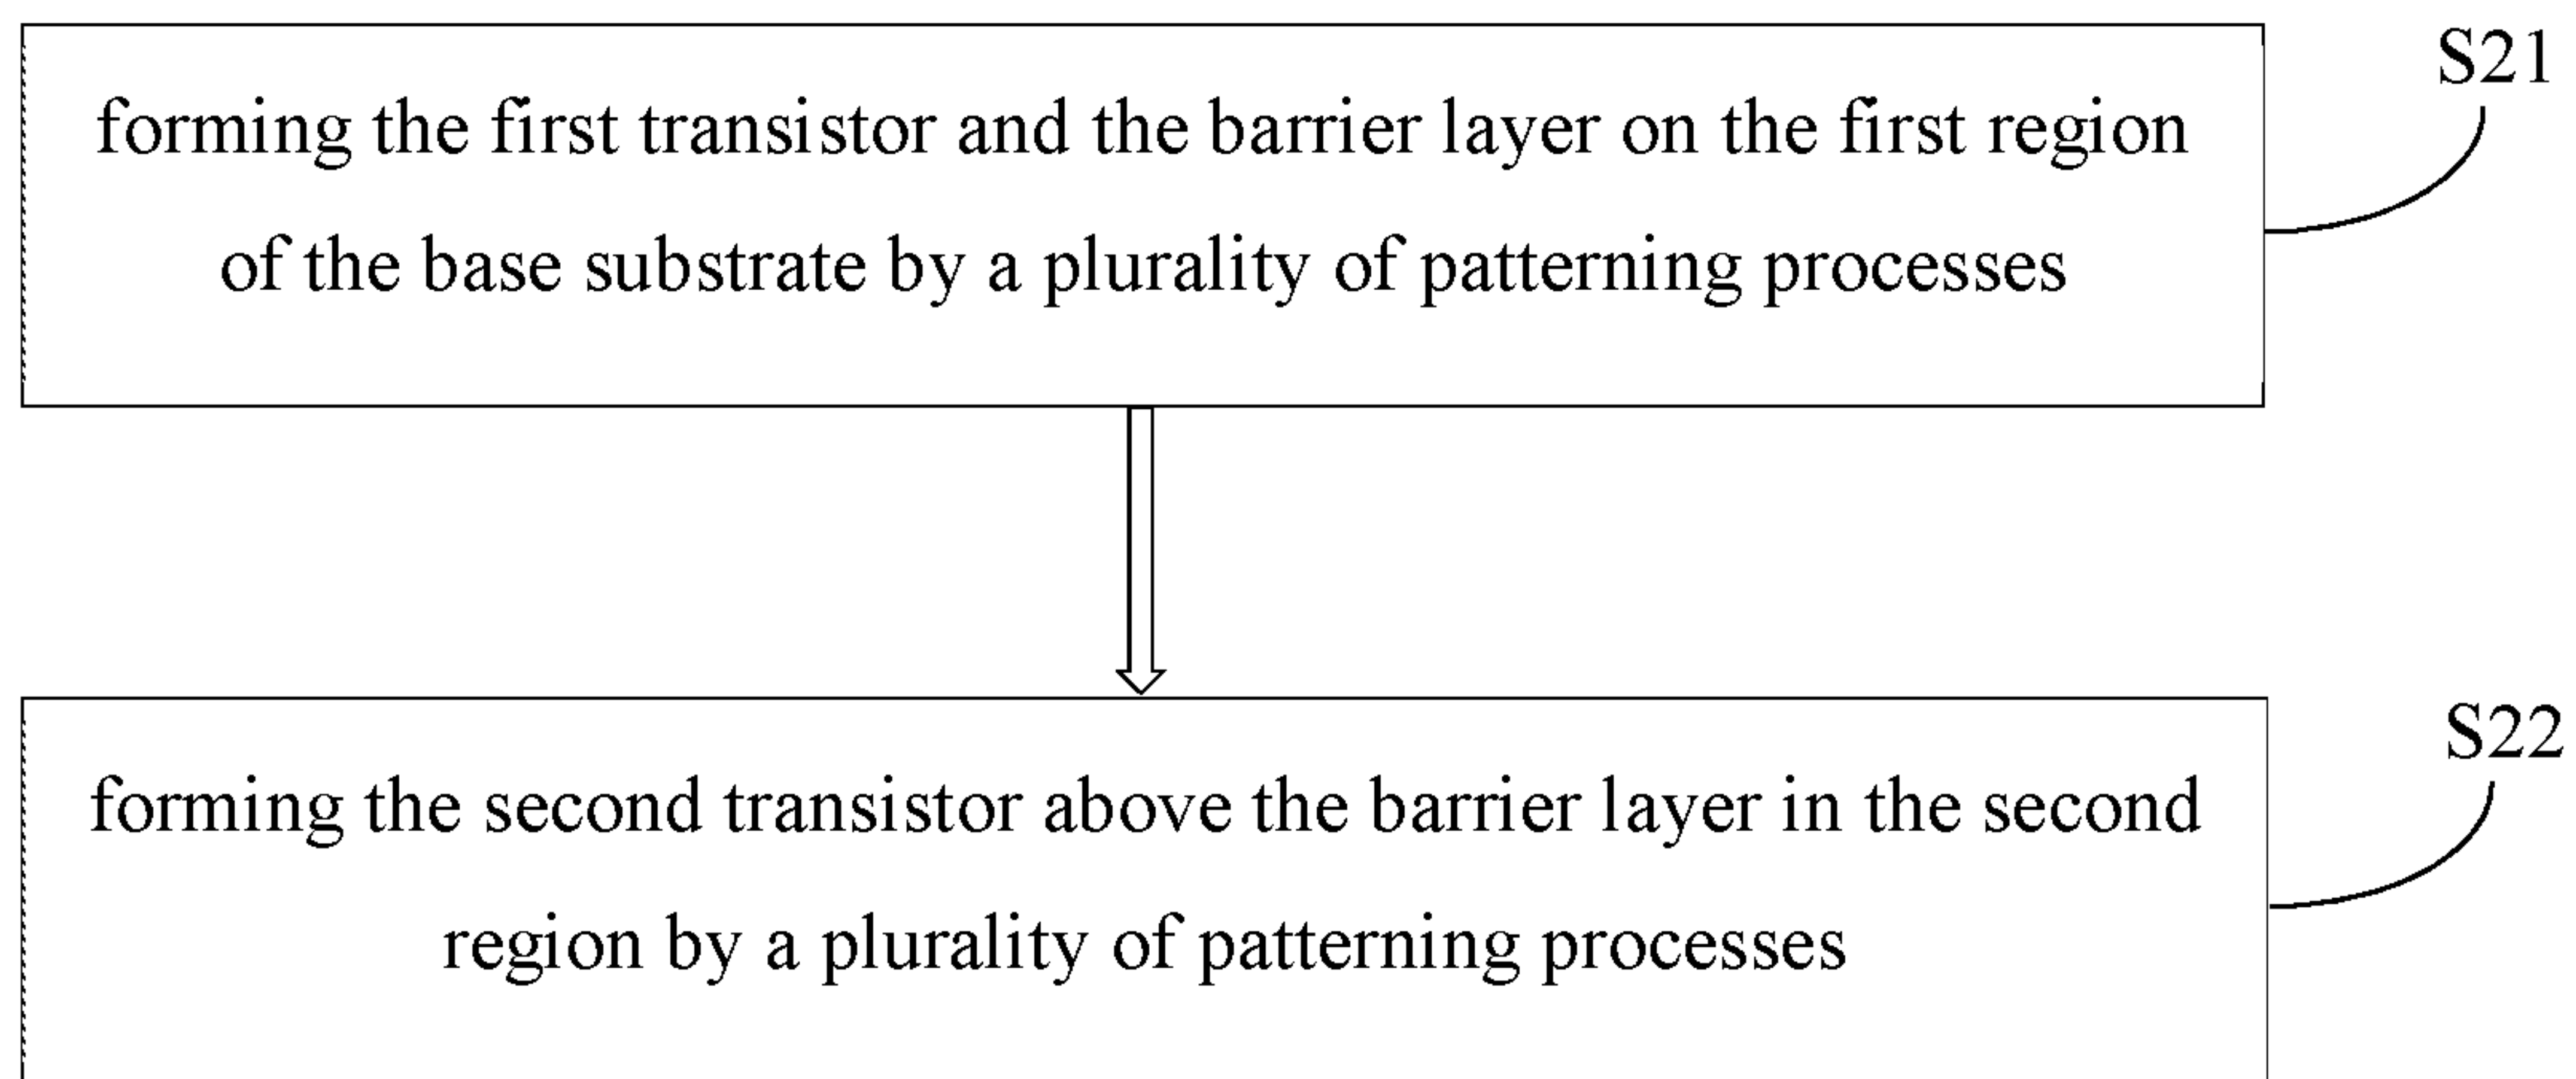 S21
forming the first transistor and the barrier layer on the first region
of the base substrate by a plurality of patterning processes
S22
forming the second transistor above the barrier layer in the second
region by a plurality of patterning processes